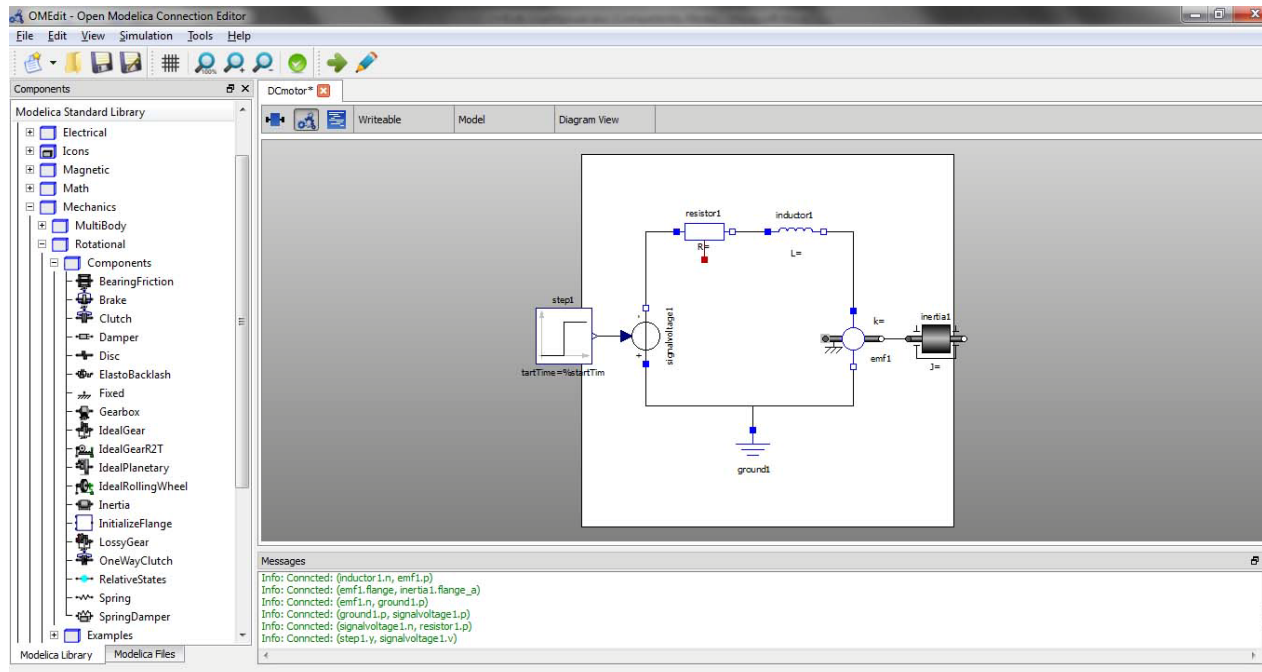 OMEdit - Open Modelica Connection Editor
File Edit View Simulation Tools Help
100%
Components
DCmotor*
Modelica Standard Library
Writeable Model Diagram View
Electrical
Icons
Magnetic
Math
Mechanics
MultiBody
Rotational
Components
BearingFriction
Brake
Clutch
Damper
Disc
ElastoBacklash
Fixed
Gearbox
IdealGear
IdealGearR2T
IdealPlanetary
IdealRollingWheel
Inertia
InitializeFlange
LossyGear
OneWayClutch
RelativeStates
Spring
SpringDamper
Examples
Modelica Library Modelica Files
resistor1
R=
inductor1
L=
step1
tartTime=%startTim
-
+
signalvoltage1
k=
emf1
inertia1
J=
ground1
Messages
Info: Conncted: (inductor1.n, emf1.p)
Info: Conncted: (emf1.flange, inertia1.flange_a)
Info: Conncted: (emf1.n, ground1.p)
Info: Conncted: (ground1.p, signalvoltage1.p)
Info: Conncted: (signalvoltage1.n, resistor1.p)
Info: Conncted: (step1.y, signalvoltage1.v)